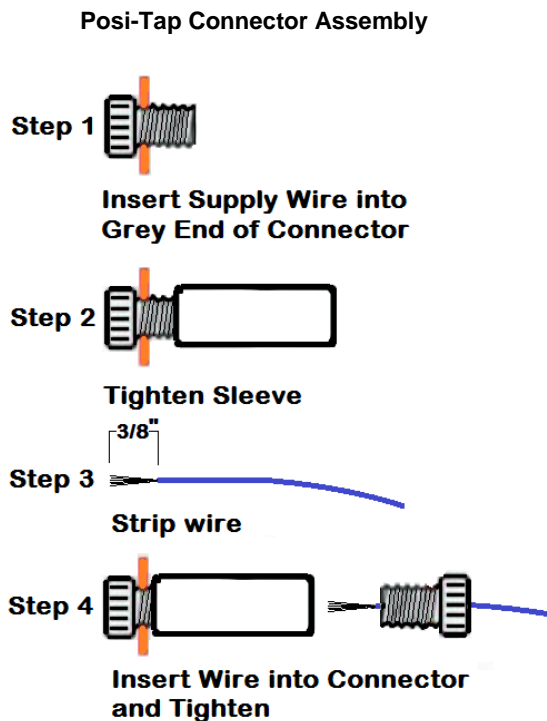 Posi-Tap Connector Assembly
Step 1
Insert Supply Wire into
Grey End of Connector
Step 2
Tighten Sleeve
3/8"
Step 3
Strip wire
Step 4
Insert Wire into Connector
and Tighten